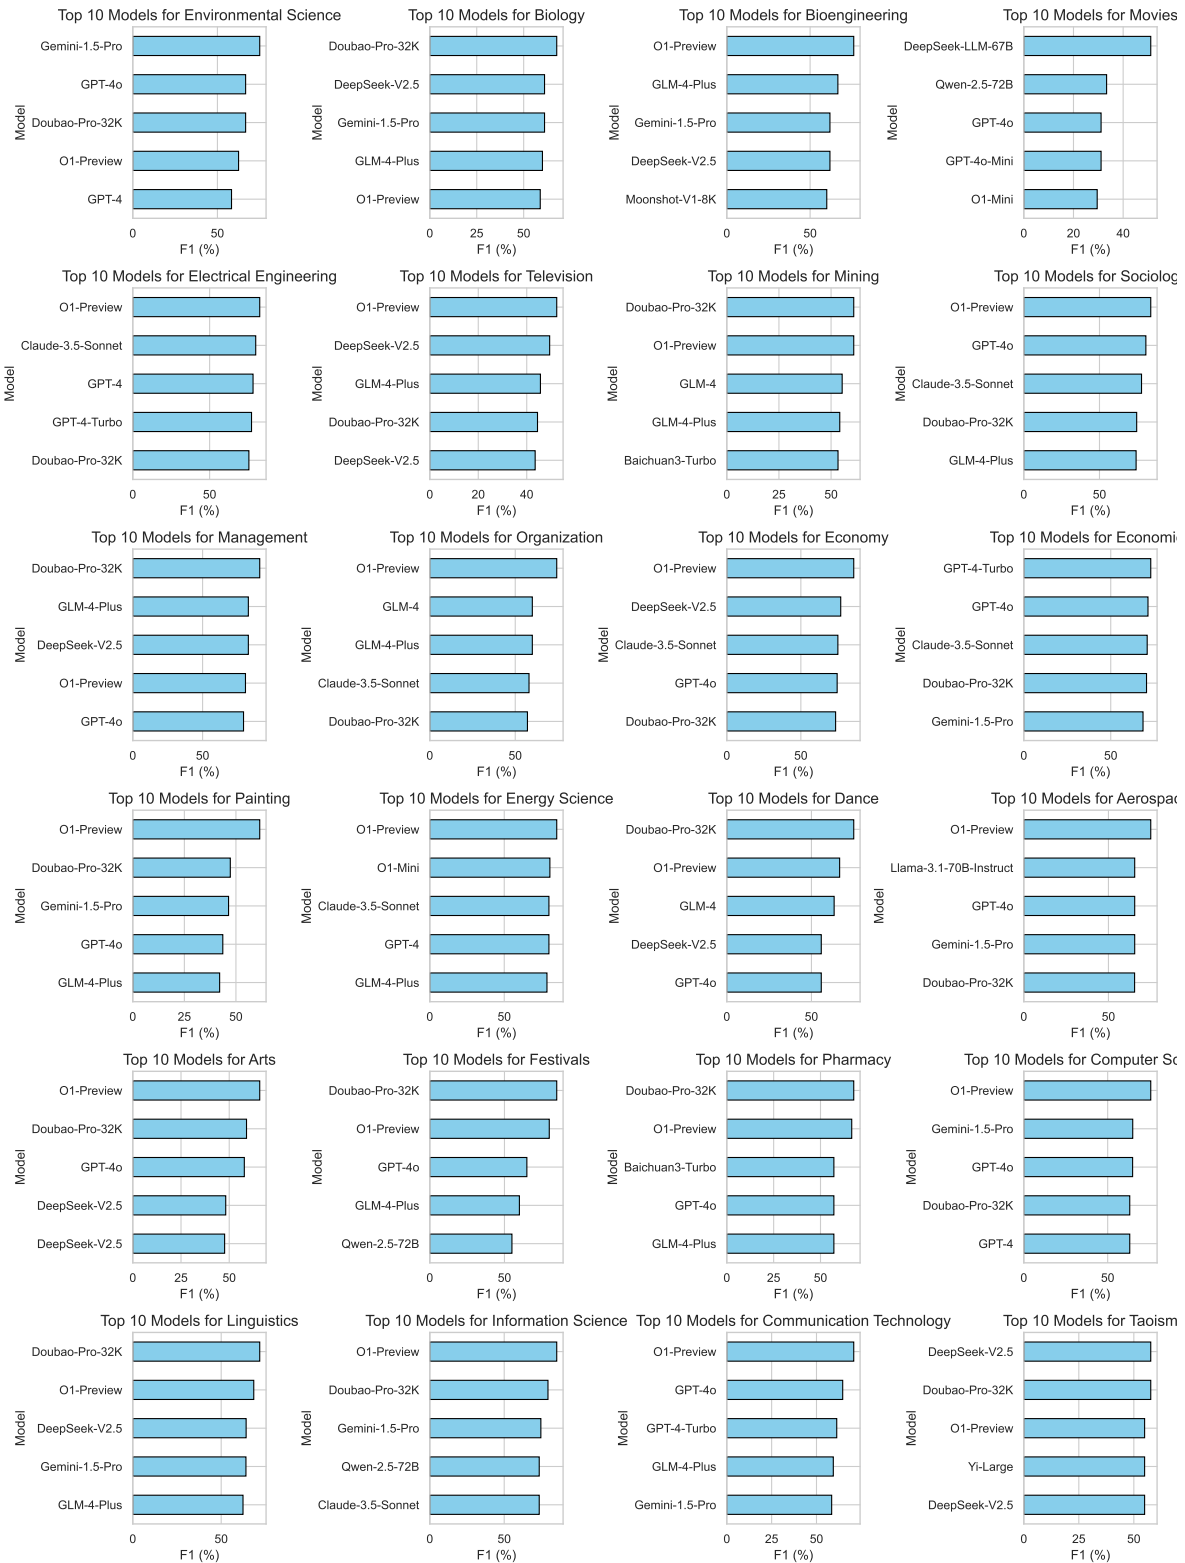 Top 10 Models for Environmental Science
Gemini-1.5-Pro
GPT-4o
Doubao-Pro-32K
O1-Preview
GPT-4
Model
0 50
F1 (%)
Top 10 Models for Biology
Doubao-Pro-32K
DeepSeek-V2.5
Gemini-1.5-Pro
GLM-4-Plus
O1-Preview
Model
0 25 50
F1 (%)
Top 10 Models for Bioengineering
O1-Preview
GLM-4-Plus
Gemini-1.5-Pro
DeepSeek-V2.5
Moonshot-V1-8K
Model
0 50
F1 (%)
Top 10 Models for Movies
DeepSeek-LLM-67B
Qwen-2.5-72B
GPT-4o
GPT-4o-Mini
O1-Mini
Model
0 20 40
F1 (%)
Top 10 Models for Electrical Engineering
O1-Preview
Claude-3.5-Sonnet
GPT-4
GPT-4-Turbo
Doubao-Pro-32K
Model
0 50
F1 (%)
Top 10 Models for Television
O1-Preview
DeepSeek-V2.5
GLM-4-Plus
Doubao-Pro-32K
DeepSeek-V2.5
Model
0 20 40
F1 (%)
Top 10 Models for Mining
Doubao-Pro-32K
O1-Preview
GLM-4
GLM-4-Plus
Baichuan3-Turbo
Model
0 25 50
F1 (%)
Top 10 Models for Sociolog
O1-Preview
GPT-4o
Claude-3.5-Sonnet
Doubao-Pro-32K
GLM-4-Plus
Model
0 50
F1 (%)
Top 10 Models for Management
Doubao-Pro-32K
GLM-4-Plus
DeepSeek-V2.5
O1-Preview
GPT-4o
Model
0 50
F1 (%)
Top 10 Models for Organization
O1-Preview
GLM-4
GLM-4-Plus
Claude-3.5-Sonnet
Doubao-Pro-32K
Model
0 50
F1 (%)
Top 10 Models for Economy
O1-Preview
DeepSeek-V2.5
Claude-3.5-Sonnet
GPT-4o
Doubao-Pro-32K
Model
0 50
F1 (%)
Top 10 Models for Economi
GPT-4-Turbo
GPT-4o
Claude-3.5-Sonnet
Doubao-Pro-32K
Gemini-1.5-Pro
Model
0 50
F1 (%)
Top 10 Models for Painting
O1-Preview
Doubao-Pro-32K
Gemini-1.5-Pro
GPT-4o
GLM-4-Plus
Model
0 25 50
F1 (%)
Top 10 Models for Energy Science
O1-Preview
O1-Mini
Claude-3.5-Sonnet
GPT-4
GLM-4-Plus
Model
0 50
F1 (%)
Top 10 Models for Dance
Doubao-Pro-32K
O1-Preview
GLM-4
DeepSeek-V2.5
GPT-4o
Model
0 50
F1 (%)
Top 10 Models for Aerospac
O1-Preview
Llama-3.1-70B-Instruct
GPT-4o
Gemini-1.5-Pro
Doubao-Pro-32K
Model
0 50
F1 (%)
Top 10 Models for Arts
O1-Preview
Doubao-Pro-32K
GPT-4o
DeepSeek-V2.5
DeepSeek-V2.5
Model
0 25 50
F1 (%)
Top 10 Models for Festivals
Doubao-Pro-32K
O1-Preview
GPT-4o
GLM-4-Plus
Qwen-2.5-72B
Model
0 50
F1 (%)
Top 10 Models for Pharmacy
Doubao-Pro-32K
O1-Preview
Baichuan3-Turbo
GPT-4o
GLM-4-Plus
Model
0 25 50
F1 (%)
Top 10 Models for Computer Sc
O1-Preview
Gemini-1.5-Pro
GPT-4o
Doubao-Pro-32K
GPT-4
Model
0 50
F1 (%)
Top 10 Models for Linguistics
Doubao-Pro-32K
O1-Preview
DeepSeek-V2.5
Gemini-1.5-Pro
GLM-4-Plus
Model
0 50
F1 (%)
Top 10 Models for Information Science
O1-Preview
Doubao-Pro-32K
Gemini-1.5-Pro
Qwen-2.5-72B
Claude-3.5-Sonnet
Model
0 50
F1 (%)
Top 10 Models for Communication Technology
O1-Preview
GPT-4o
GPT-4-Turbo
GLM-4-Plus
Gemini-1.5-Pro
Model
0 25 50
F1 (%)
Top 10 Models for Taoism
DeepSeek-V2.5
Doubao-Pro-32K
O1-Preview
Yi-Large
DeepSeek-V2.5
Model
0 25 50
F1 (%)